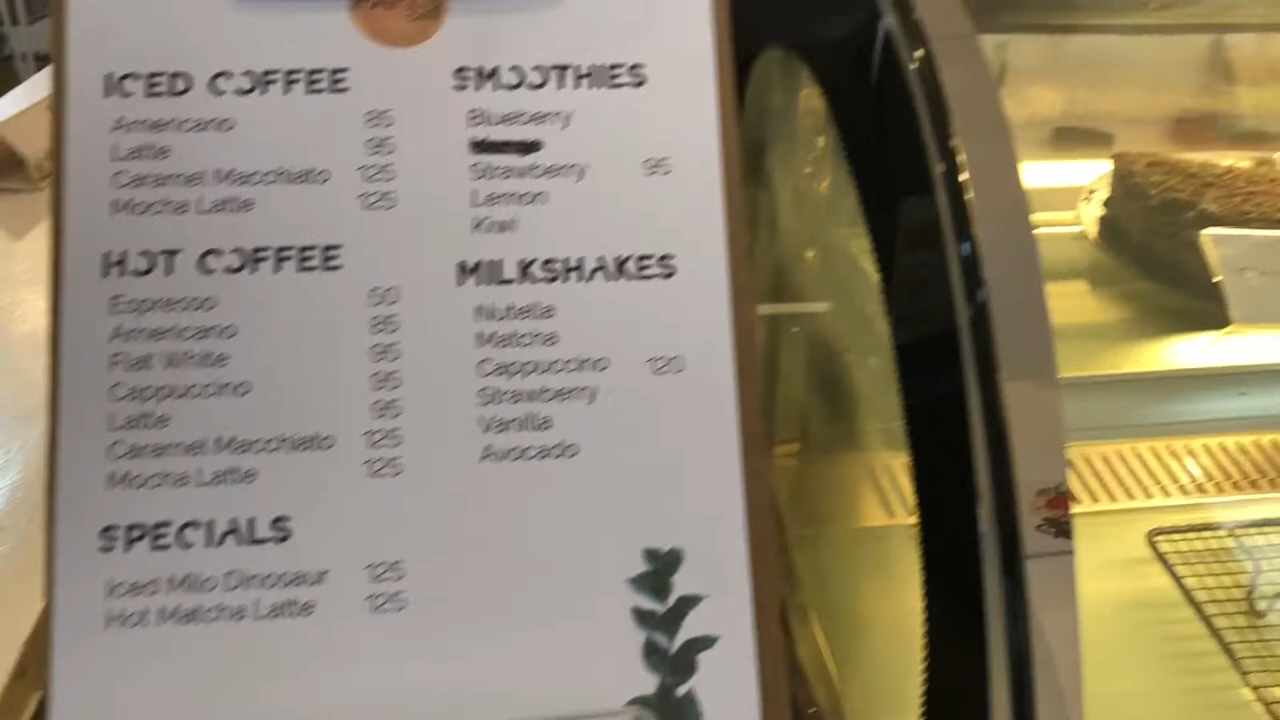 ICED COFFEE
Americano 85
Latte 95
Caramel Macchiato 125
Mocha Latte 125
HOT COFFEE
Espresso 50
Americano 85
Flat White 95
Cappuccino 95
Latte 95
Caramel Macchiato 125
Mocha Latte 125
SPECIALS
Iced Milo Dinosaur 125
Hot Matcha Latte 125
SMOOTHIES
Blueberry
Strawberry 95
Lemon
Kiwi
MILKSHAKES
Nutella
Matcha
Cappuccino 120
Strawberry
Vanilla
Avocado